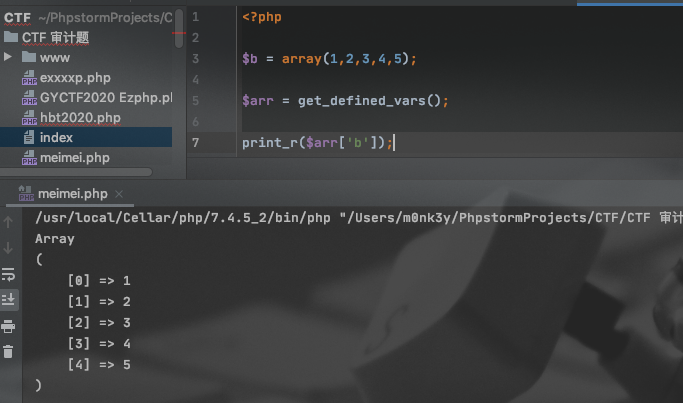 CTF ~/PhpstormProjects/C
CTF 审计题
www
exxxxp.php
GYCTF2020 Ezphp.ph
hbt2020.php
index
meimei.php
1 <?php
2
3 $b = array(1,2,3,4,5);
4
5 $arr = get_defined_vars();
6
7 print_r($arr['b']);
meimei.php ×
/usr/local/Cellar/php/7.4.5_2/bin/php "/Users/m0nk3y/PhpstormProjects/CTF/CTF 审计
Array
(
[0] => 1
[1] => 2
[2] => 3
[3] => 4
[4] => 5
)